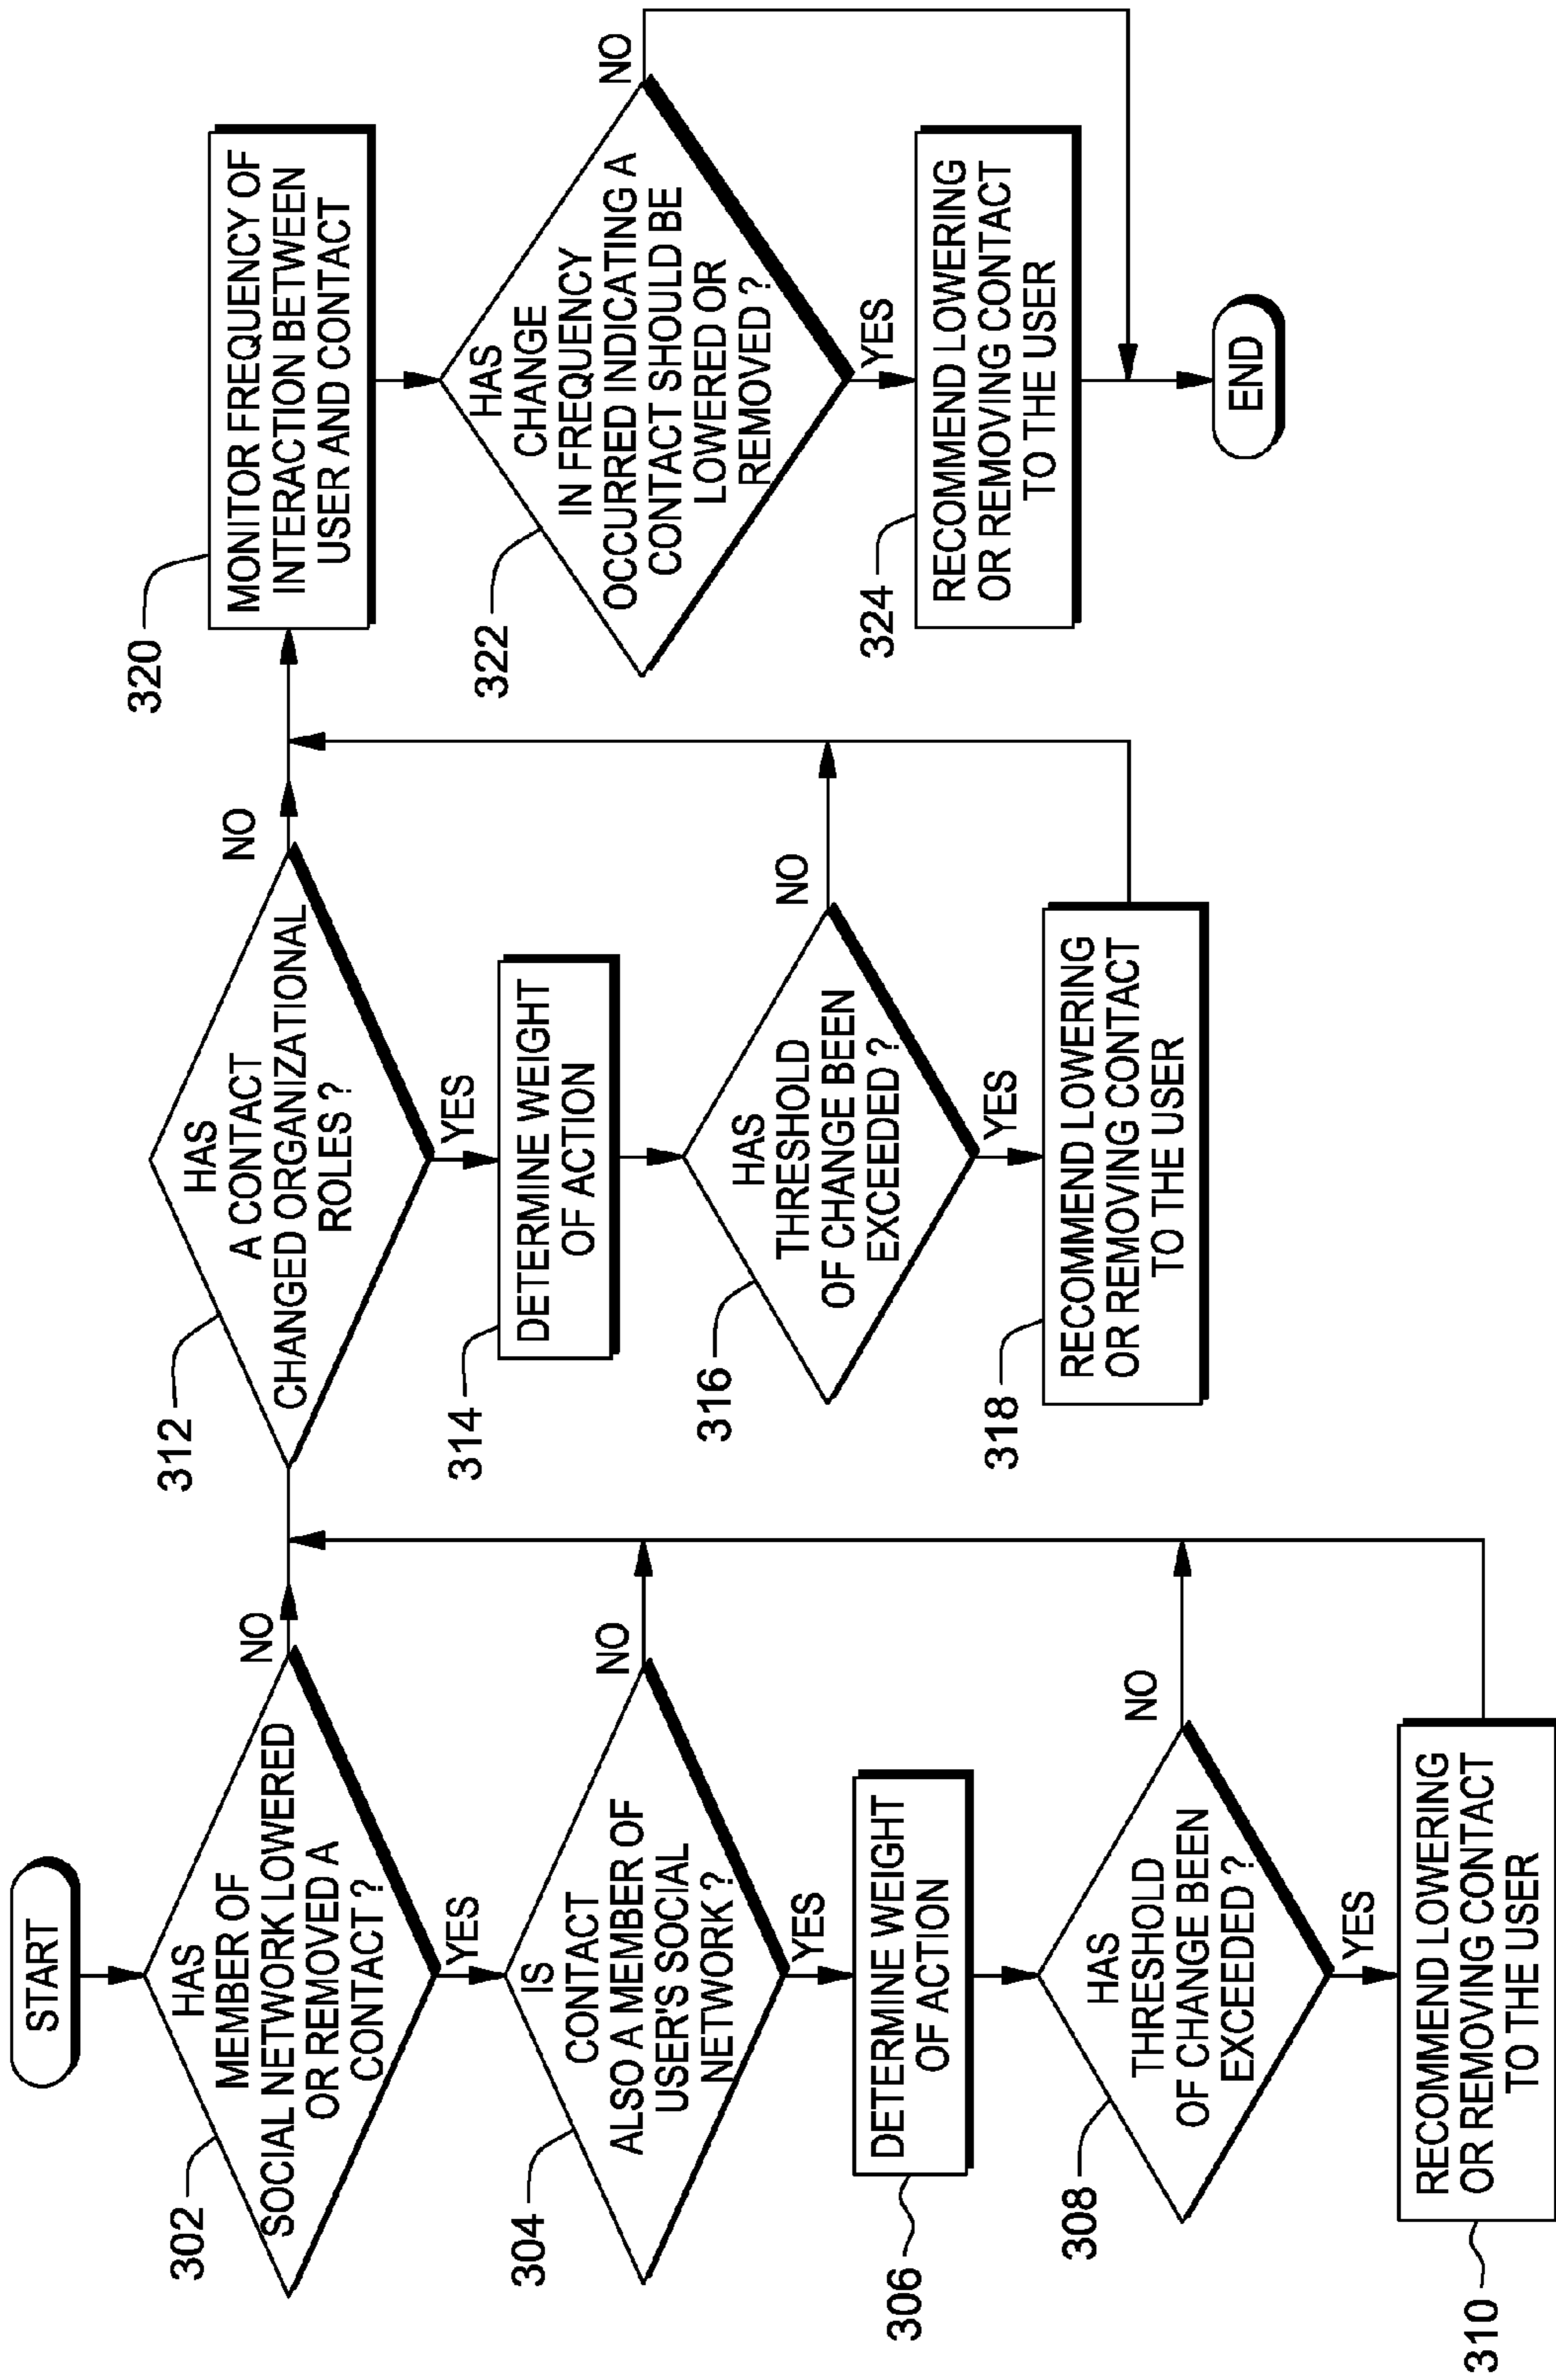 START
302
HAS
MEMBER OF
SOCIAL NETWORK LOWERED
OR REMOVED A
CONTACT ?
NO
YES
304
IS
CONTACT
ALSO A MEMBER OF
USER'S SOCIAL
NETWORK ?
NO
YES
306
DETERMINE WEIGHT
OF ACTION
308
HAS
THRESHOLD
OF CHANGE BEEN
EXCEEDED ?
NO
YES
310
RECOMMEND LOWERING
OR REMOVING CONTACT
TO THE USER
312
HAS
A CONTACT
CHANGED ORGANIZATIONAL
ROLES ?
NO
YES
314
DETERMINE WEIGHT
OF ACTION
316
HAS
THRESHOLD
OF CHANGE BEEN
EXCEEDED ?
NO
YES
318
RECOMMEND LOWERING
OR REMOVING CONTACT
TO THE USER
320
MONITOR FREQUENCY OF
INTERACTION BETWEEN
USER AND CONTACT
322
HAS
CHANGE
IN FREQUENCY
OCCURRED INDICATING A
CONTACT SHOULD BE
LOWERED OR
REMOVED ?
NO
YES
324
RECOMMEND LOWERING
OR REMOVING CONTACT
TO THE USER
END